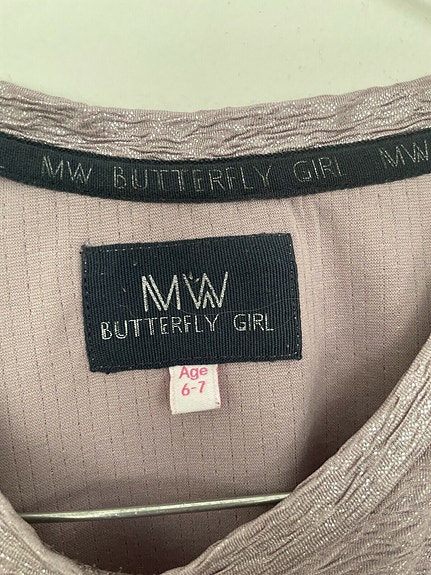 MW BUTTERFLY GIRL MW
MW
BUTTERFLY GIRL
Age
6-7